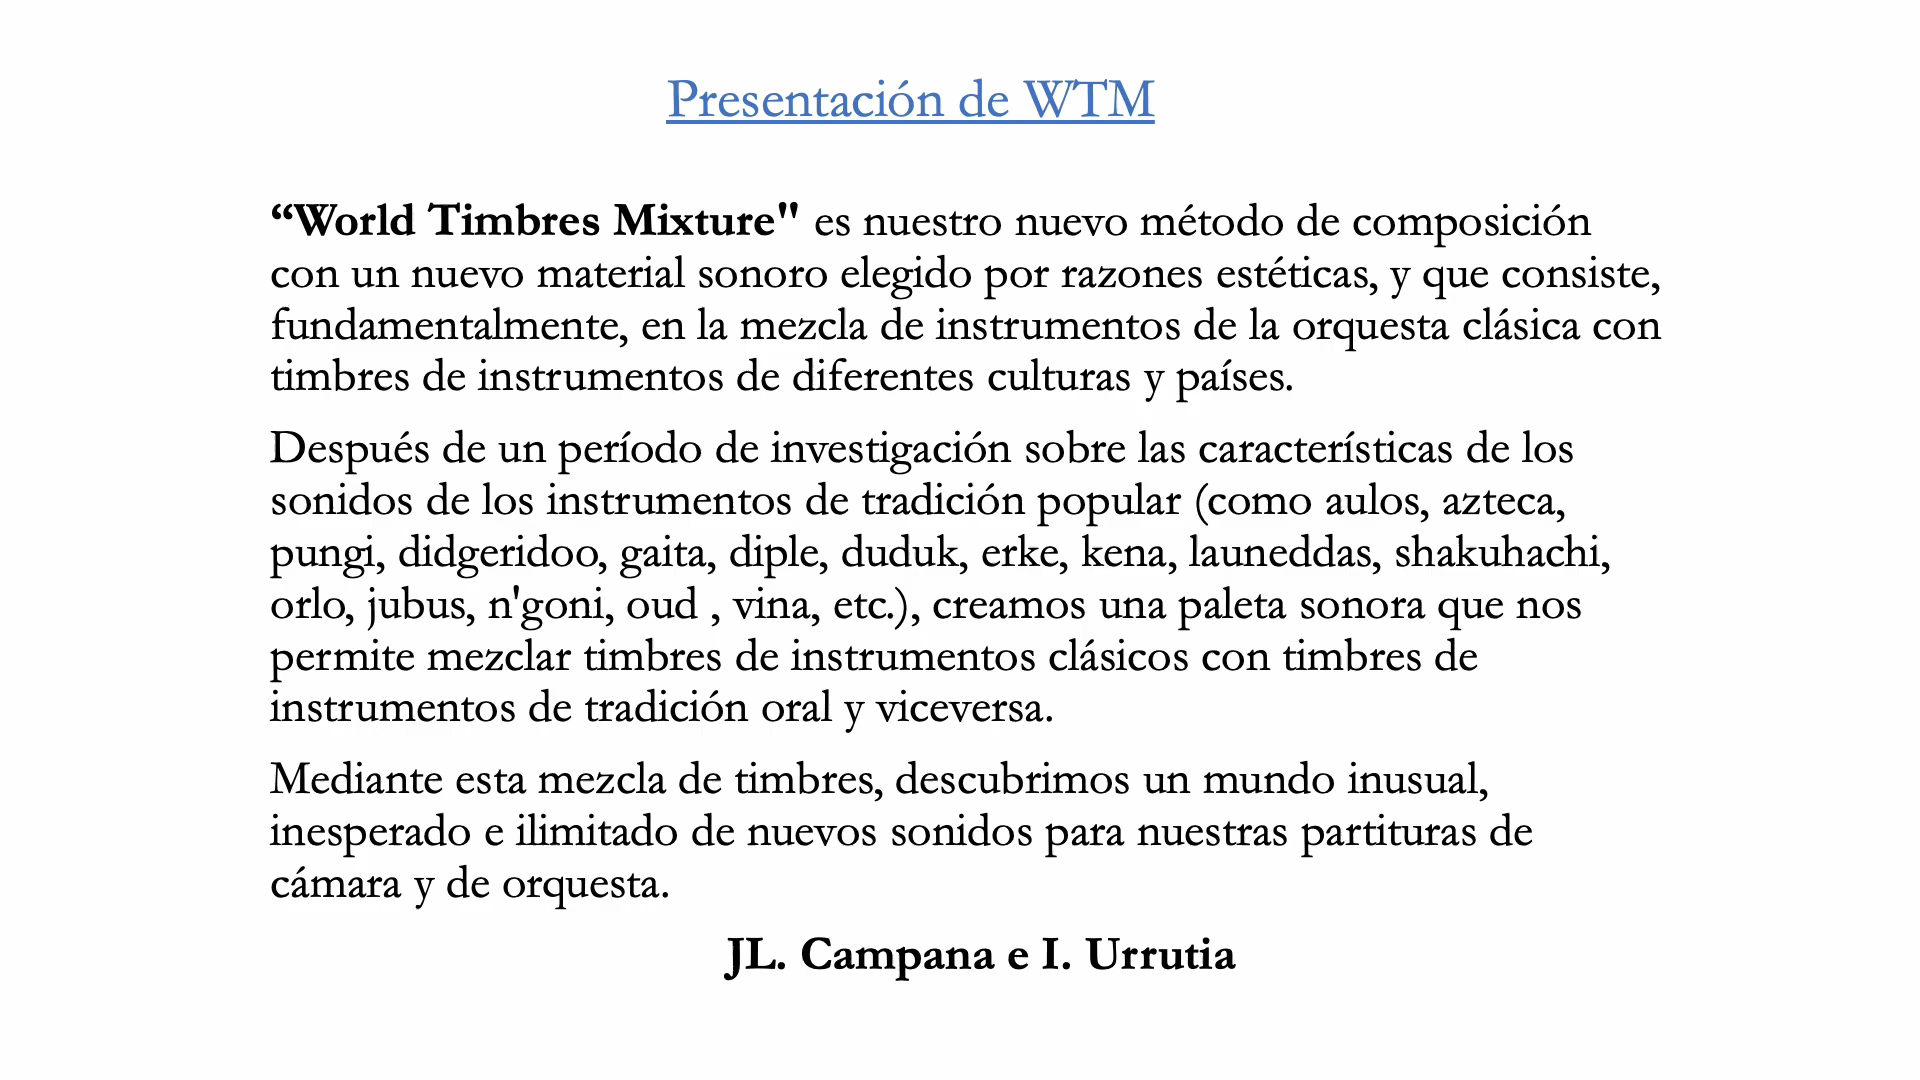 Presentación de WTM
“World Timbres Mixture" es nuestro nuevo método de composición
con un nuevo material sonoro elegido por razones estéticas, y que consiste,
fundamentalmente, en la mezcla de instrumentos de la orquesta clásica con
timbres de instrumentos de diferentes culturas y países.
Después de un período de investigación sobre las características de los
sonidos de los instrumentos de tradición popular (como aulos, azteca,
pungi, didgeridoo, gaita, diple, duduk, erke, kena, launeddas, shakuhachi,
orlo, jubus, n'goni, oud , vina, etc.), creamos una paleta sonora que nos
permite mezclar timbres de instrumentos clásicos con timbres de
instrumentos de tradición oral y viceversa.
Mediante esta mezcla de timbres, descubrimos un mundo inusual,
inesperado e ilimitado de nuevos sonidos para nuestras partituras de
cámara y de orquesta.
JL. Campana e I. Urrutia